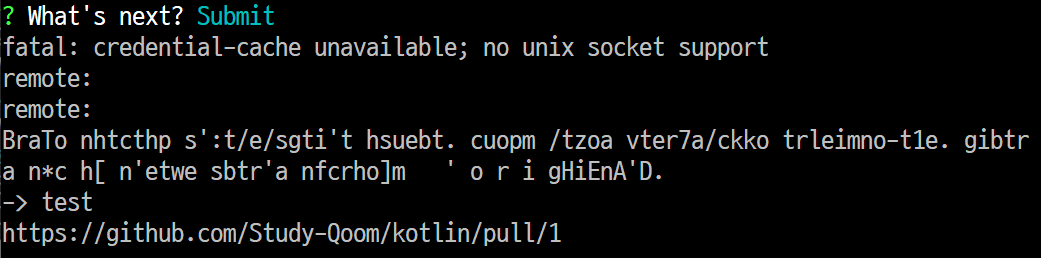 ? What's next? Submit
fatal: credential-cache unavailable; no unix socket support
remote:
remote:
BraTo nhtcthp s':t/e/sgti't hsuebt. cuopm /tzoa vter7a/ckko trleimno-t1e. gibtr
a n*c h[ n'etwe sbtr'a nfcrho]m   ' o r i gHiEnA'D.
-> test
https://github.com/Study-Qoom/kotlin/pull/1